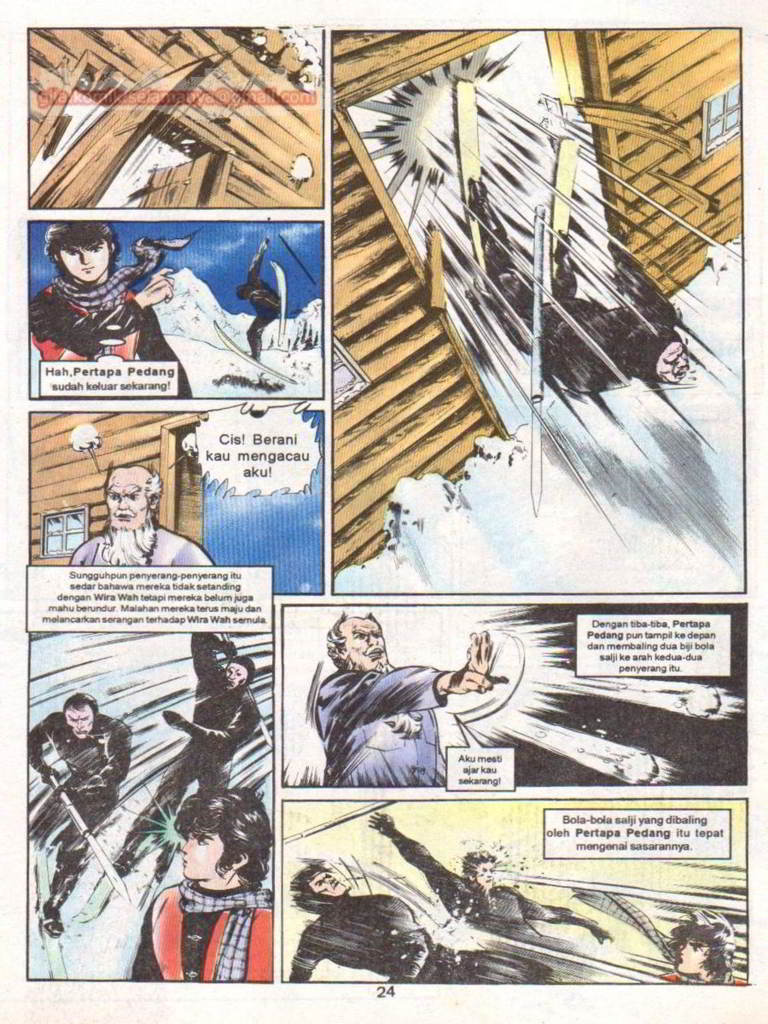 Hah,Pertapa Pedang
sudah keluar sekarang!
Cis! Berani
kau mengacau
aku!
Sungguhpun penyerang-penyerang itu
sedar bahawa mereka tidak setanding
dengan Wira Wah tetapi mereka belum juga
mahu berundur. Malahan mereka terus maju dan
melancarkan serangan terhadap Wira Wah semula.
Dengan tiba-tiba, Pertapa
Pedang pun tampil ke depan
dan membaling dua biji bola
salji ke arah kedua-dua
penyerang itu.
Aku mesti
ajar kau
sekarang!
Bola-bola salji yang dibaling
oleh Pertapa Pedang itu tepat
mengenai sasarannya.
24